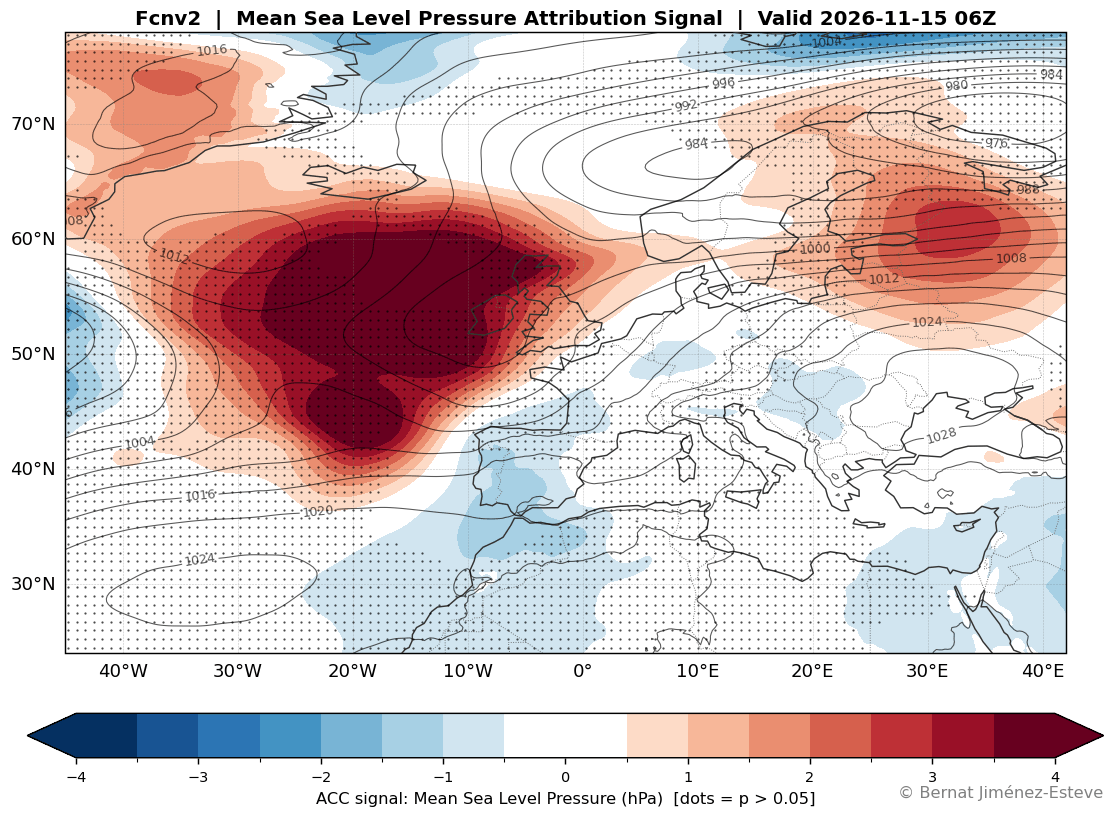 Fcnv2 | Mean Sea Level Pressure Attribution Signal | Valid 2026-11-15 06Z
1016
1004
984
996
980
992
70°N
984
976
988
08
60°N
1012
1000
1008
1012
1024
50°N
1004
1028
40°N
1016
1020
1024
30°N
40°W 30°W 20°W 10°W 0° 10°E 20°E 30°E 40°E
−4 −3 −2 −1 0 1 2 3 4
© Bernat Jiménez-Esteve
ACC signal: Mean Sea Level Pressure (hPa) [dots = p > 0.05]